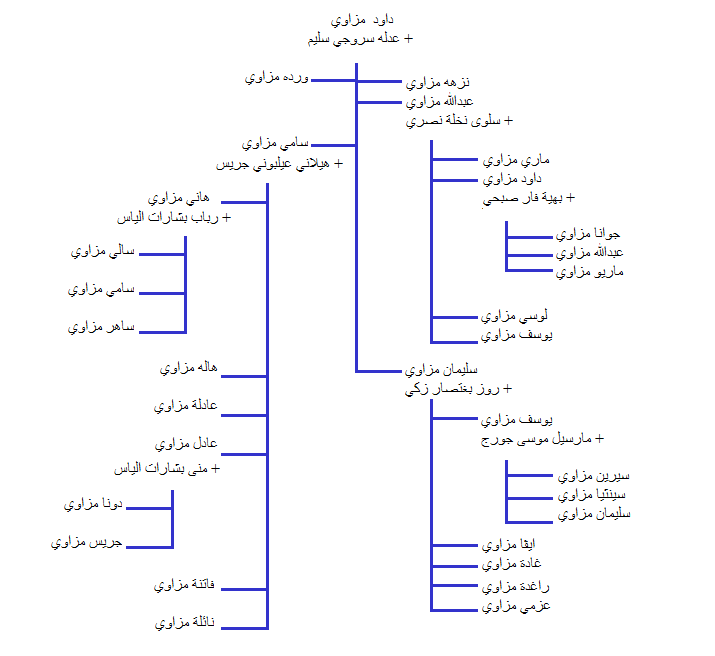 داود مزاوي
+ عدله سروجي سليم
نزهه مزاوي
عبدالله مزاوي
+ سلوى نخلة نصري
ماري مزاوي
داود مزاوي
+ بهية فار صبحي
جوانا مزاوي
عبدالله مزاوي
ماريو مزاوي
لوسي مزاوي
يوسف مزاوي
سليمان مزاوي
+ روز بغتصار زكي
يوسف مزاوي
+ مارسيل موسى جورج
سيرين مزاوي
سينثيا مزاوي
سليمان مزاوي
ايفا مزاوي
غادة مزاوي
راغدة مزاوي
عزمي مزاوي
ورده مزاوي
سامي مزاوي
+ هيلاني عيلبوني جريس
هاني مزاوي
+ رباب بشارات الياس
سالي مزاوي
سامي مزاوي
ساهر مزاوي
هاله مزاوي
عادلة مزاوي
عادل مزاوي
+ منى بشارات الياس
دونا مزاوي
جريس مزاوي
فاتنة مزاوي
نائلة مزاوي